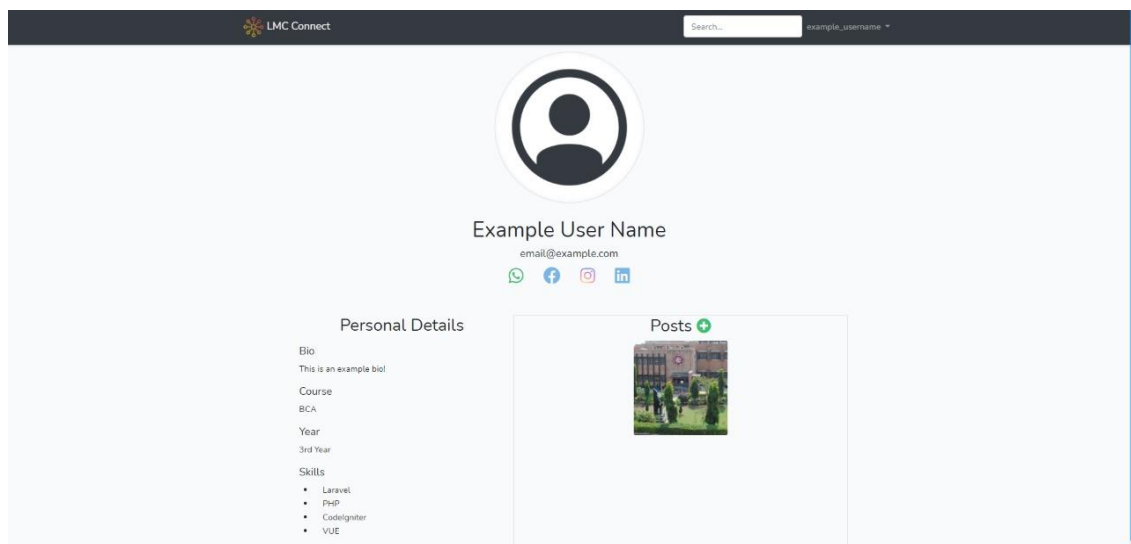 LMC Connect
Search...
example_username
Example User Name
email@example.com
in
Personal Details
Bio
This is an example bio!
Course
BCA
Year
3rd Year
Skills
• Laravel
• PHP
• CodeIgniter
• VUE
Posts